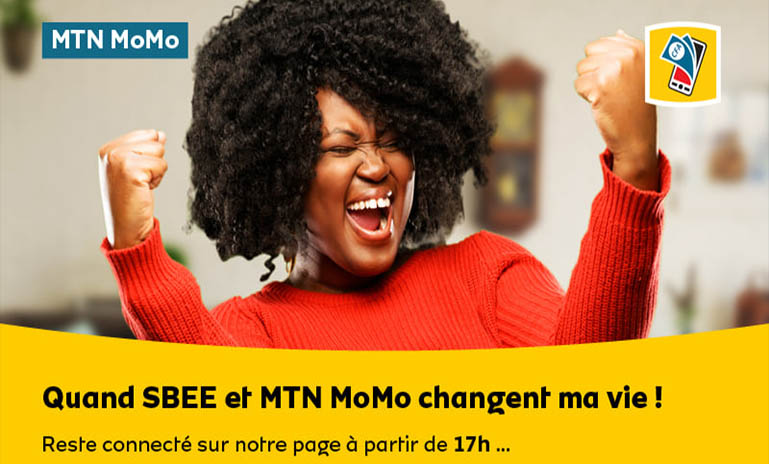 MTN MoMo
Quand SBEE et MTN MoMo changent ma vie !
Reste connecté sur notre page à partir de 17h ...